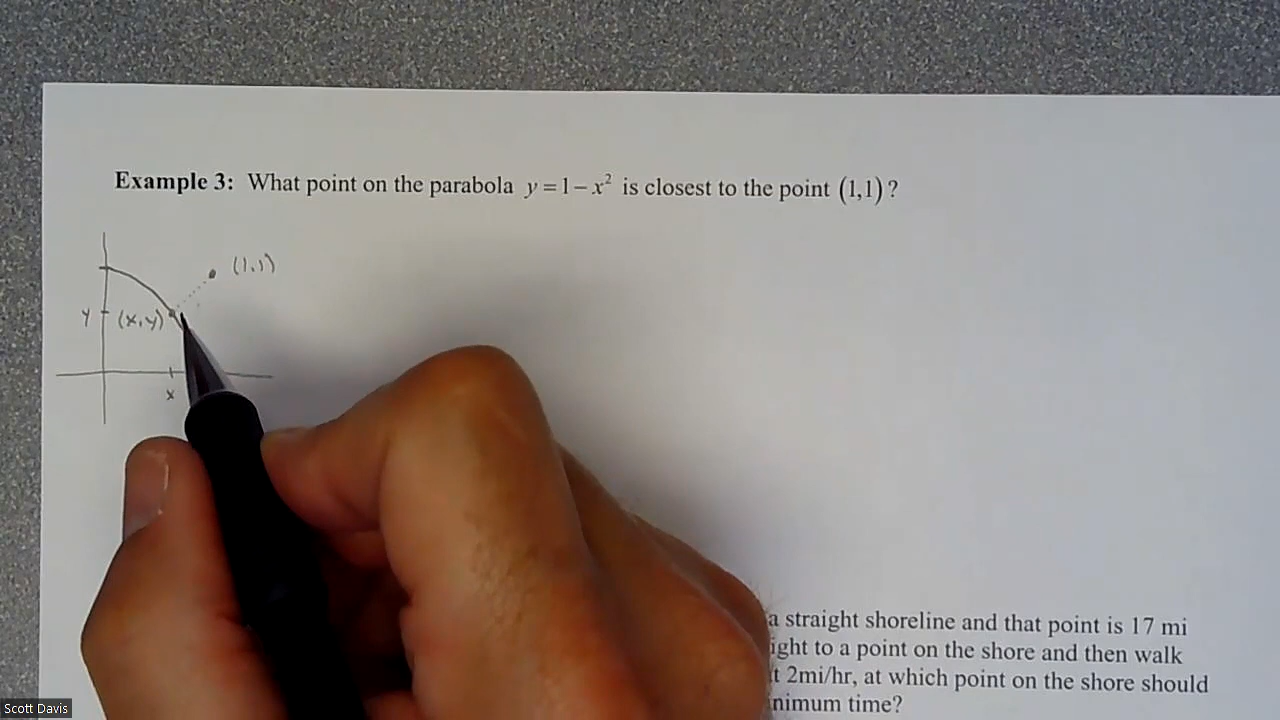 Example 3: What point on the parabola y = 1 − x² is closest to the point (1,1)?
(1,1)
y (x,y)
x
a straight shoreline and that point is 17 mi
ight to a point on the shore and then walk
t 2mi/hr, at which point on the shore should
nimum time?
Scott Davis